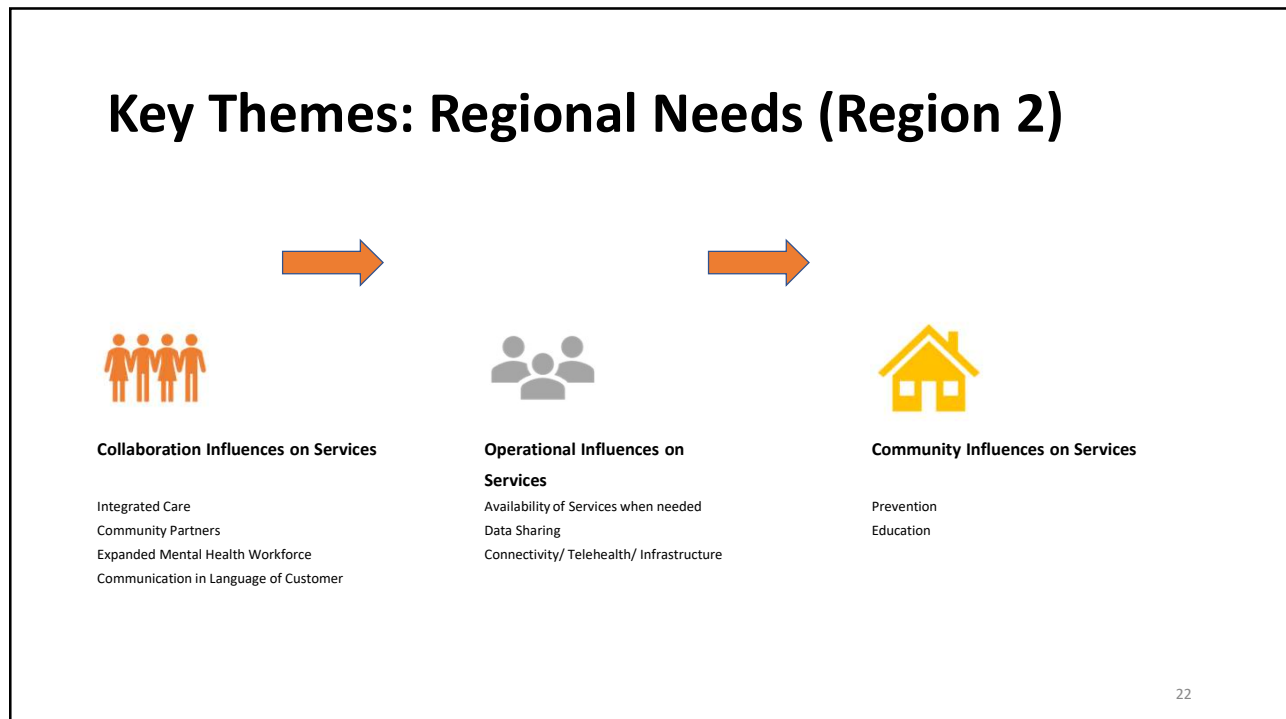 Key Themes: Regional Needs (Region 2)
Collaboration Influences on Services
Integrated Care
Community Partners
Expanded Mental Health Workforce
Communication in Language of Customer
Operational Influences on
Services
Availability of Services when needed
Data Sharing
Connectivity/ Telehealth/ Infrastructure
Community Influences on Services
Prevention
Education
22